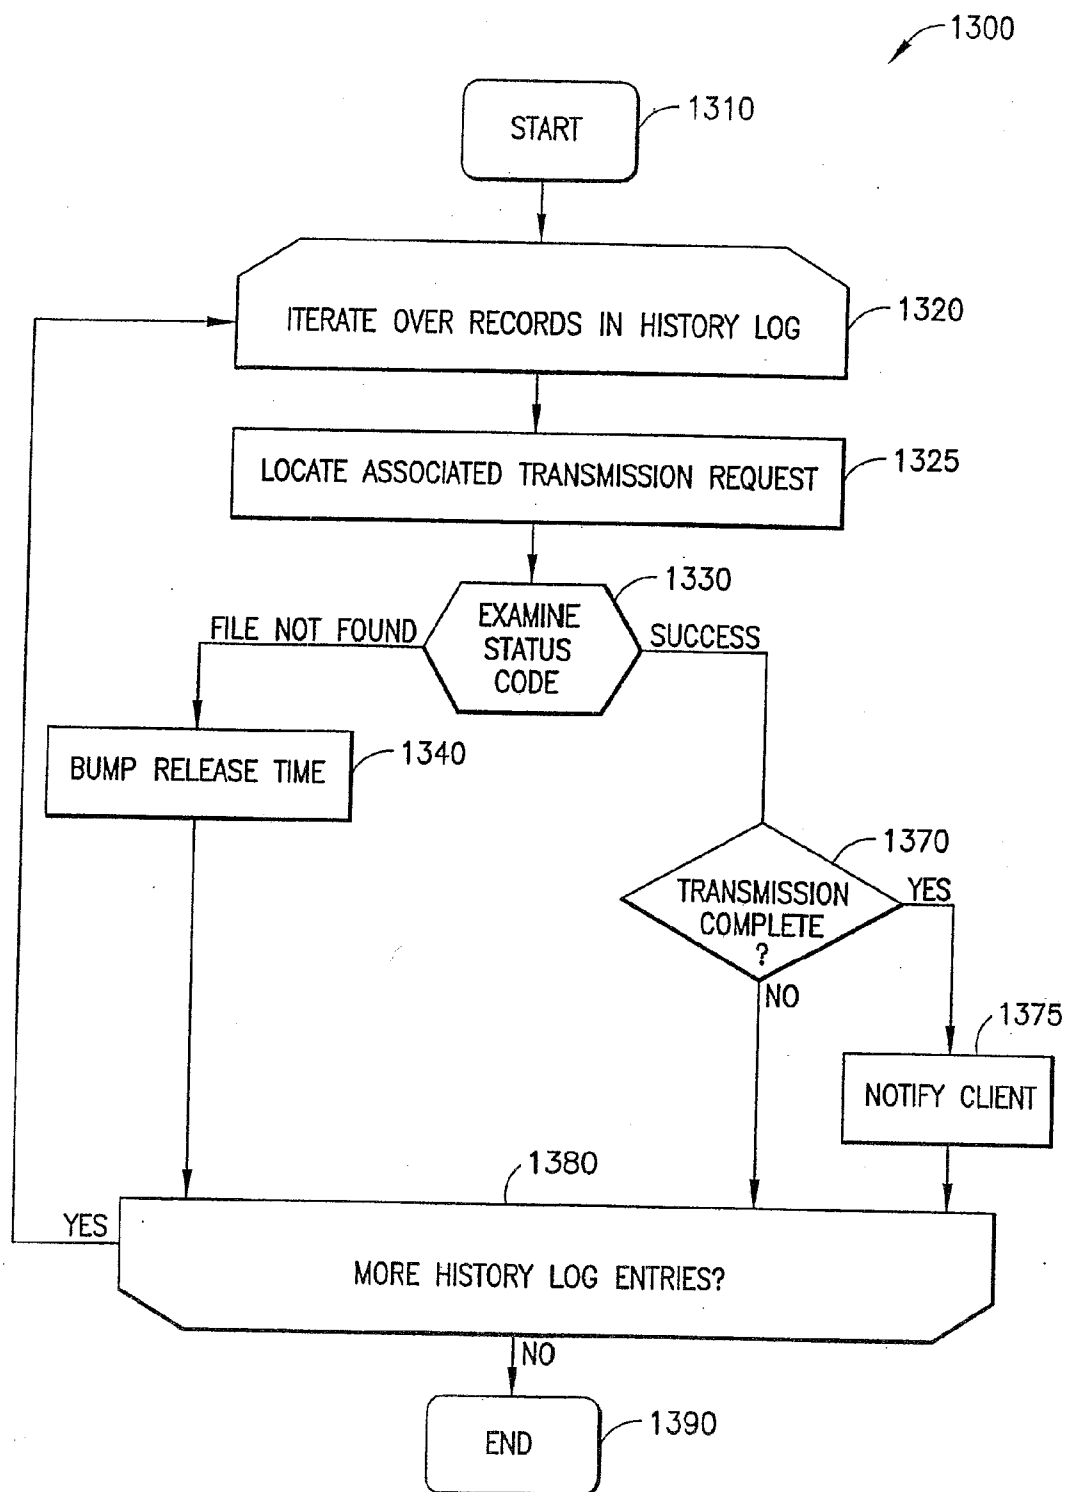 1300
START
1310
ITERATE OVER RECORDS IN HISTORY LOG
1320
LOCATE ASSOCIATED TRANSMISSION REQUEST
1325
1330
EXAMINE
STATUS
CODE
FILE NOT FOUND
SUCCESS
BUMP RELEASE TIME
1340
1370
TRANSMISSION
COMPLETE
?
YES
NO
1375
NOTIFY CLIENT
1380
YES
MORE HISTORY LOG ENTRIES?
NO
END
1390